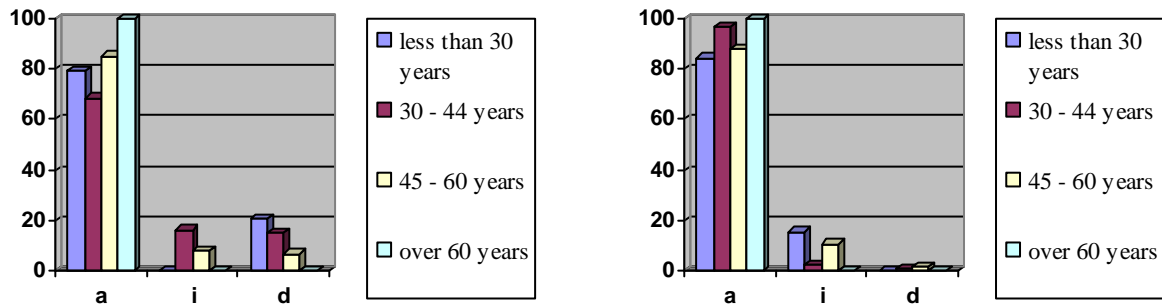 100
80
60
40
20
0
a i d
less than 30
years
30 - 44 years
45 - 60 years
over 60 years
100
80
60
40
20
0
a i d
less than 30
years
30 - 44 years
45 - 60 years
over 60 years